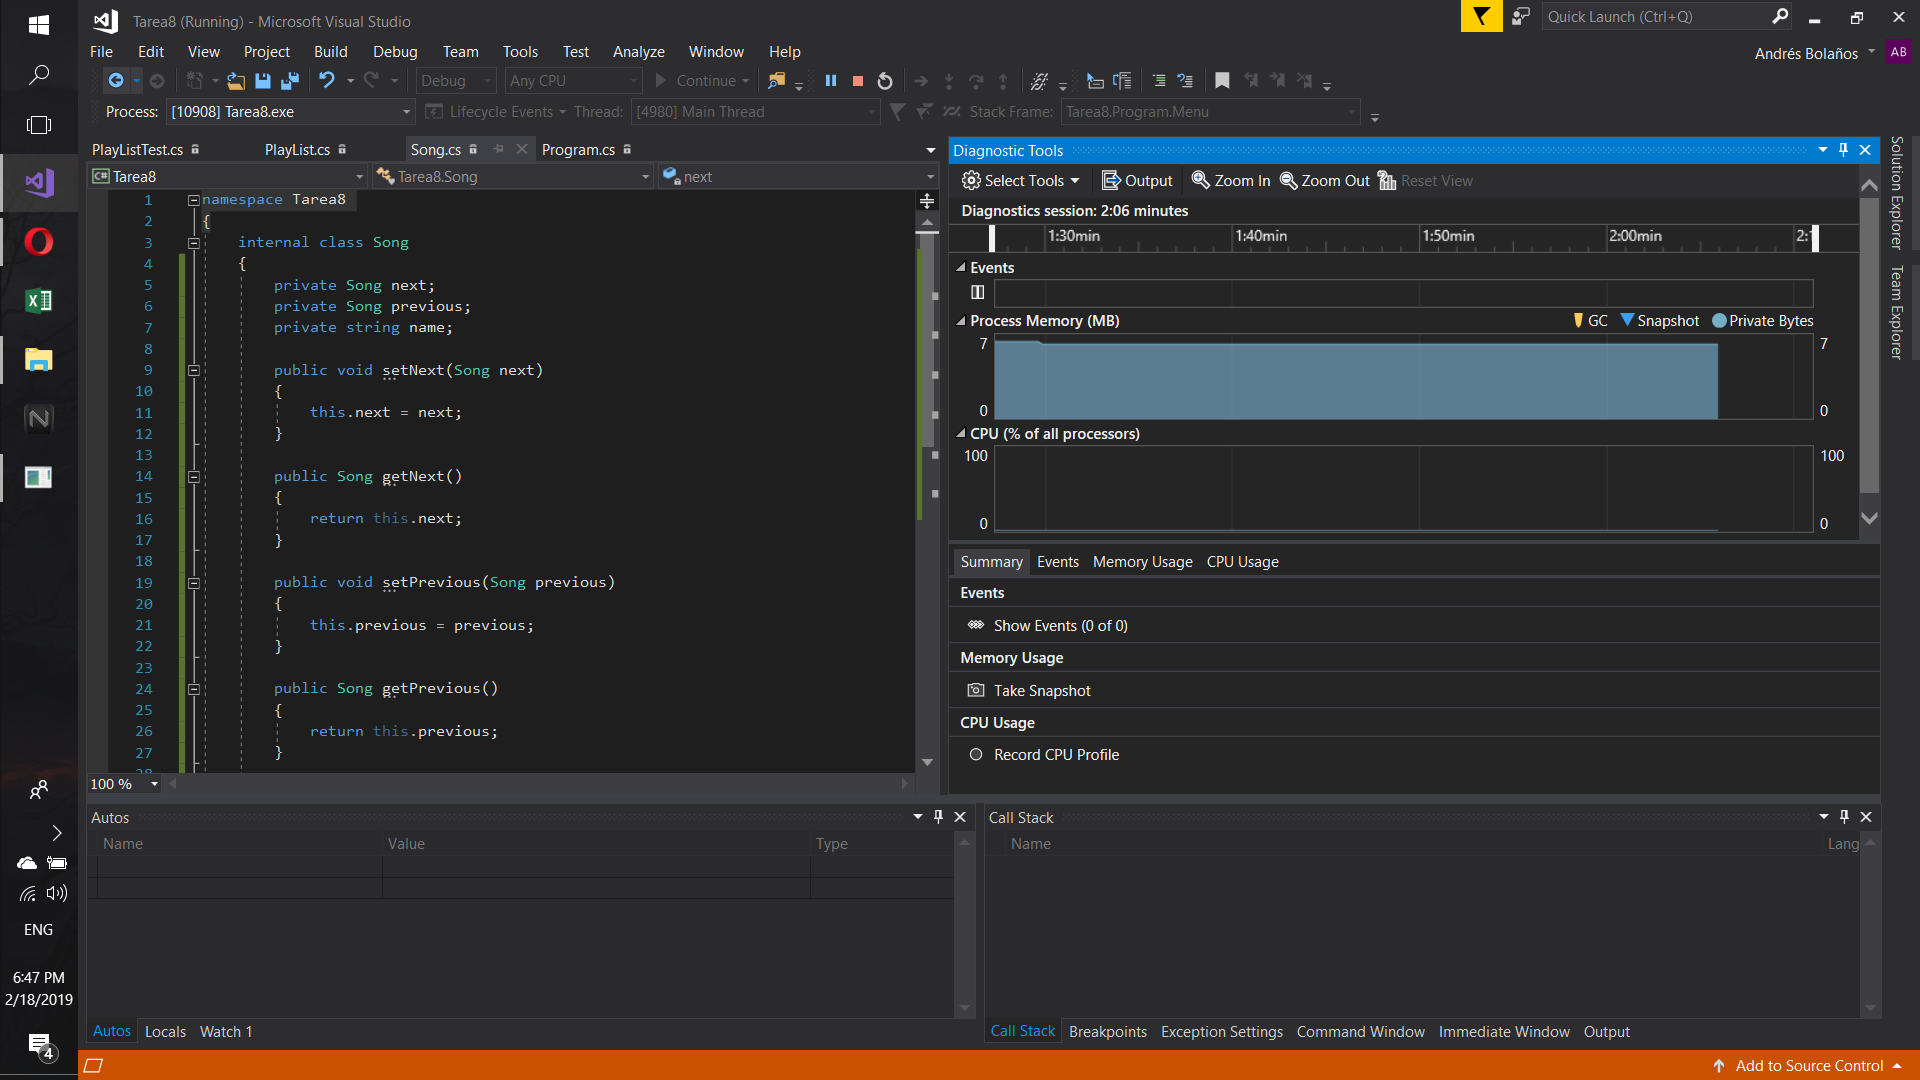 Tarea8 (Running) - Microsoft Visual Studio
Quick Launch (Ctrl+Q)
File Edit View Project Build Debug Team Tools Test Analyze Window Help
Andrés Bolaños AB
Debug Any CPU Continue
Process: [10908] Tarea8.exe Lifecycle Events Thread: [4980] Main Thread Stack Frame: Tarea8.Program.Menu
PlayListTest.cs PlayList.cs Song.cs Program.cs
C# Tarea8 Tarea8.Song next
1 namespace Tarea8
2 {
3 internal class Song
4 {
5 private Song next;
6 private Song previous;
7 private string name;
8
9 public void setNext(Song next)
10 {
11 this.next = next;
12 }
13
14 public Song getNext()
15 {
16 return this.next;
17 }
18
19 public void setPrevious(Song previous)
20 {
21 this.previous = previous;
22 }
23
24 public Song getPrevious()
25 {
26 return this.previous;
27 }
28
100 %
Diagnostic Tools
Select Tools Output Zoom In Zoom Out Reset View
Diagnostics session: 2:06 minutes
1:30min 1:40min 1:50min 2:00min 2:1
Events
Process Memory (MB) GC Snapshot Private Bytes
7 7
0 0
CPU (% of all processors)
100 100
0 0
Summary Events Memory Usage CPU Usage
Events
Show Events (0 of 0)
Memory Usage
Take Snapshot
CPU Usage
Record CPU Profile
Solution Explorer
Team Explorer
Autos
Name Value Type
Autos Locals Watch 1
Call Stack
Name Lang
Call Stack Breakpoints Exception Settings Command Window Immediate Window Output
Add to Source Control
ENG
6:47 PM
2/18/2019
4